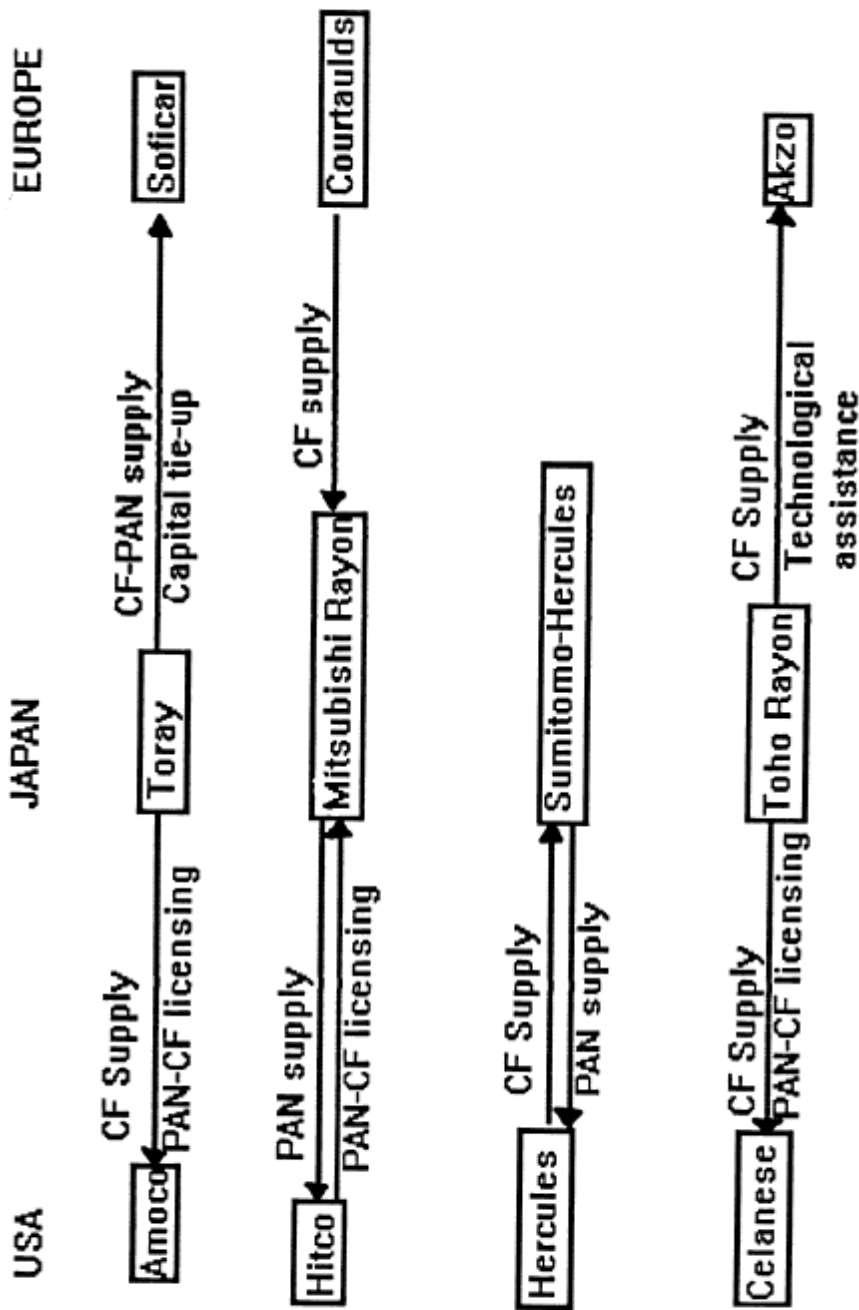 USA
JAPAN
EUROPE
Amoco
CF Supply
PAN-CF licensing
Toray
CF-PAN supply
Capital tie-up
Soficar
Hitco
PAN supply
PAN-CF licensing
Mitsubishi Rayon
CF supply
Courtaulds
Hercules
CF Supply
PAN supply
Sumitomo-Hercules
Celanese
CF Supply
PAN-CF licensing
Toho Rayon
CF Supply
Technological
assistance
Akzo